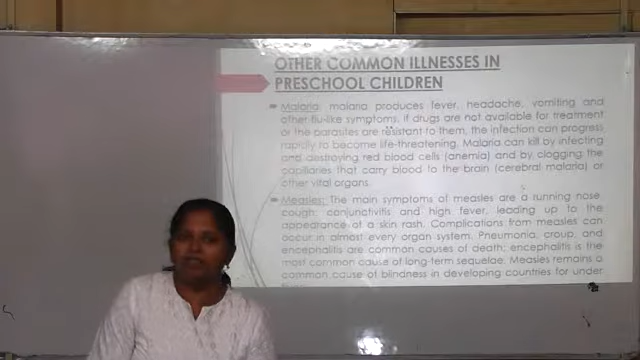 OTHER COMMON ILLNESSES IN
PRESCHOOL CHILDREN
Malaria: malaria produces fever, headache, vomiting and
other flu-like symptoms. If drugs are not available for treatment
or the parasites are resistant to them, the infection can progress
rapidly to become life-threatening. Malaria can kill by infecting
and destroying red blood cells (anemia) and by clogging the
capillaries that carry blood to the brain (cerebral malaria) or
other vital organs.
Measles: The main symptoms of measles are a running nose,
cough, conjunctivitis and high fever, leading up to the
appearance of a skin rash. Complications from measles can
occur in almost every organ system. Pneumonia, croup, and
encephalitis are common causes of death; encephalitis is the
most common cause of long-term sequelae. Measles remains a
common cause of blindness in developing countries for under